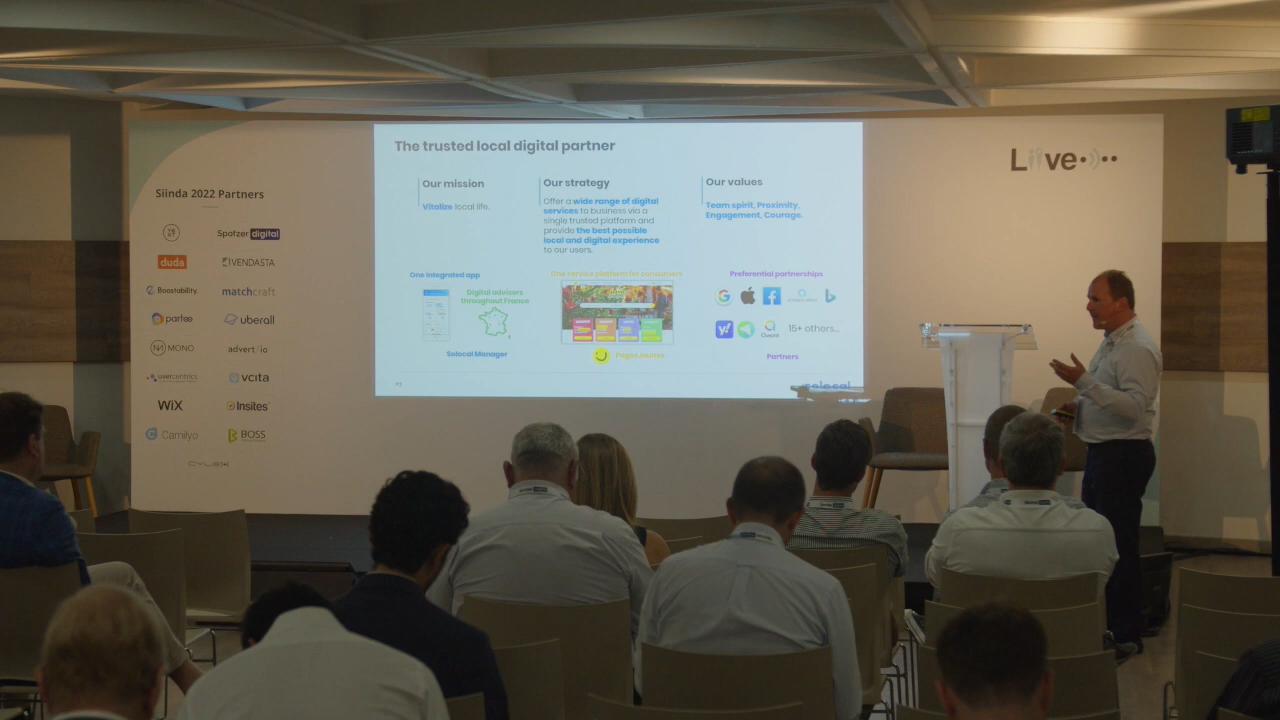 The trusted local digital partner
Our mission
Vitalize local life.
Our strategy
Offer a wide range of digital
services to business via a
single trusted platform and
provide the best possible
local and digital experience
to our users.
Our values
Team spirit, Proximity,
Engagement, Courage.
One integrated app
Digital advisers
throughout France
Solocal Manager
One service platform for consumers
PagesJaunes
Preferential partnerships
15+ others...
Partners
solocal
Siinda 2022 Partners
Spotzer digital
duda
VENDASTA
Boostability.
matchcraft
partoo
uberall
MONO
advert/io
usercentrics
vcita
WiX
Insites
Camilyo
BOSS
Liive